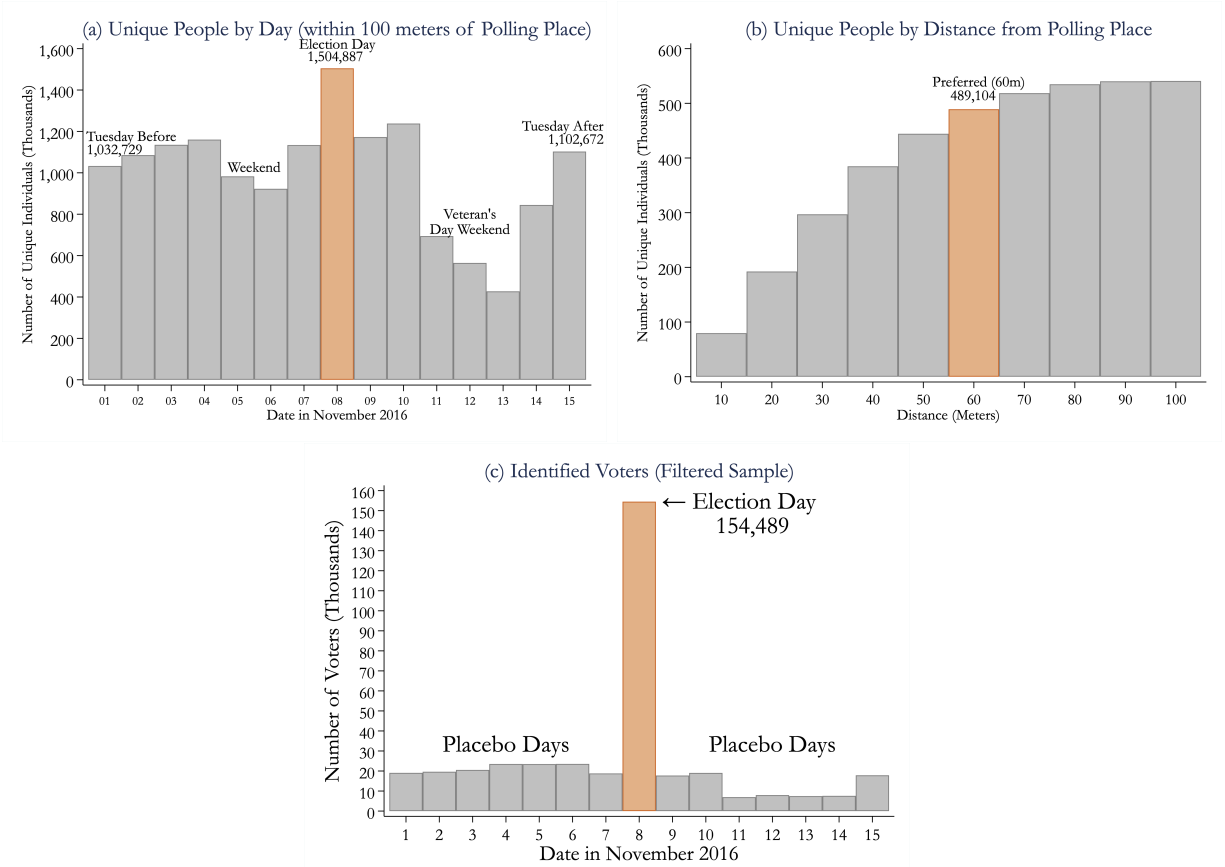 (a) Unique People by Day (within 100 meters of Polling Place)
Number of Unique Individuals (Thousands)
1,600
1,400
1,200
1,000
800
600
400
200
0
Tuesday Before
1,032,729
Weekend
Election Day
1,504,887
Veteran's
Day Weekend
Tuesday After
1,102,672
01 02 03 04 05 06 07 08 09 10 11 12 13 14 15
Date in November 2016
(b) Unique People by Distance from Polling Place
Number of Unique Individuals (Thousands)
600
500
400
300
200
100
0
Preferred (60m)
489,104
10 20 30 40 50 60 70 80 90 100
Distance (Meters)
(c) Identified Voters (Filtered Sample)
Number of Voters (Thousands)
160
150
140
130
120
110
100
90
80
70
60
50
40
30
20
10
0
← Election Day
154,489
Placebo Days
Placebo Days
1 2 3 4 5 6 7 8 9 10 11 12 13 14 15
Date in November 2016